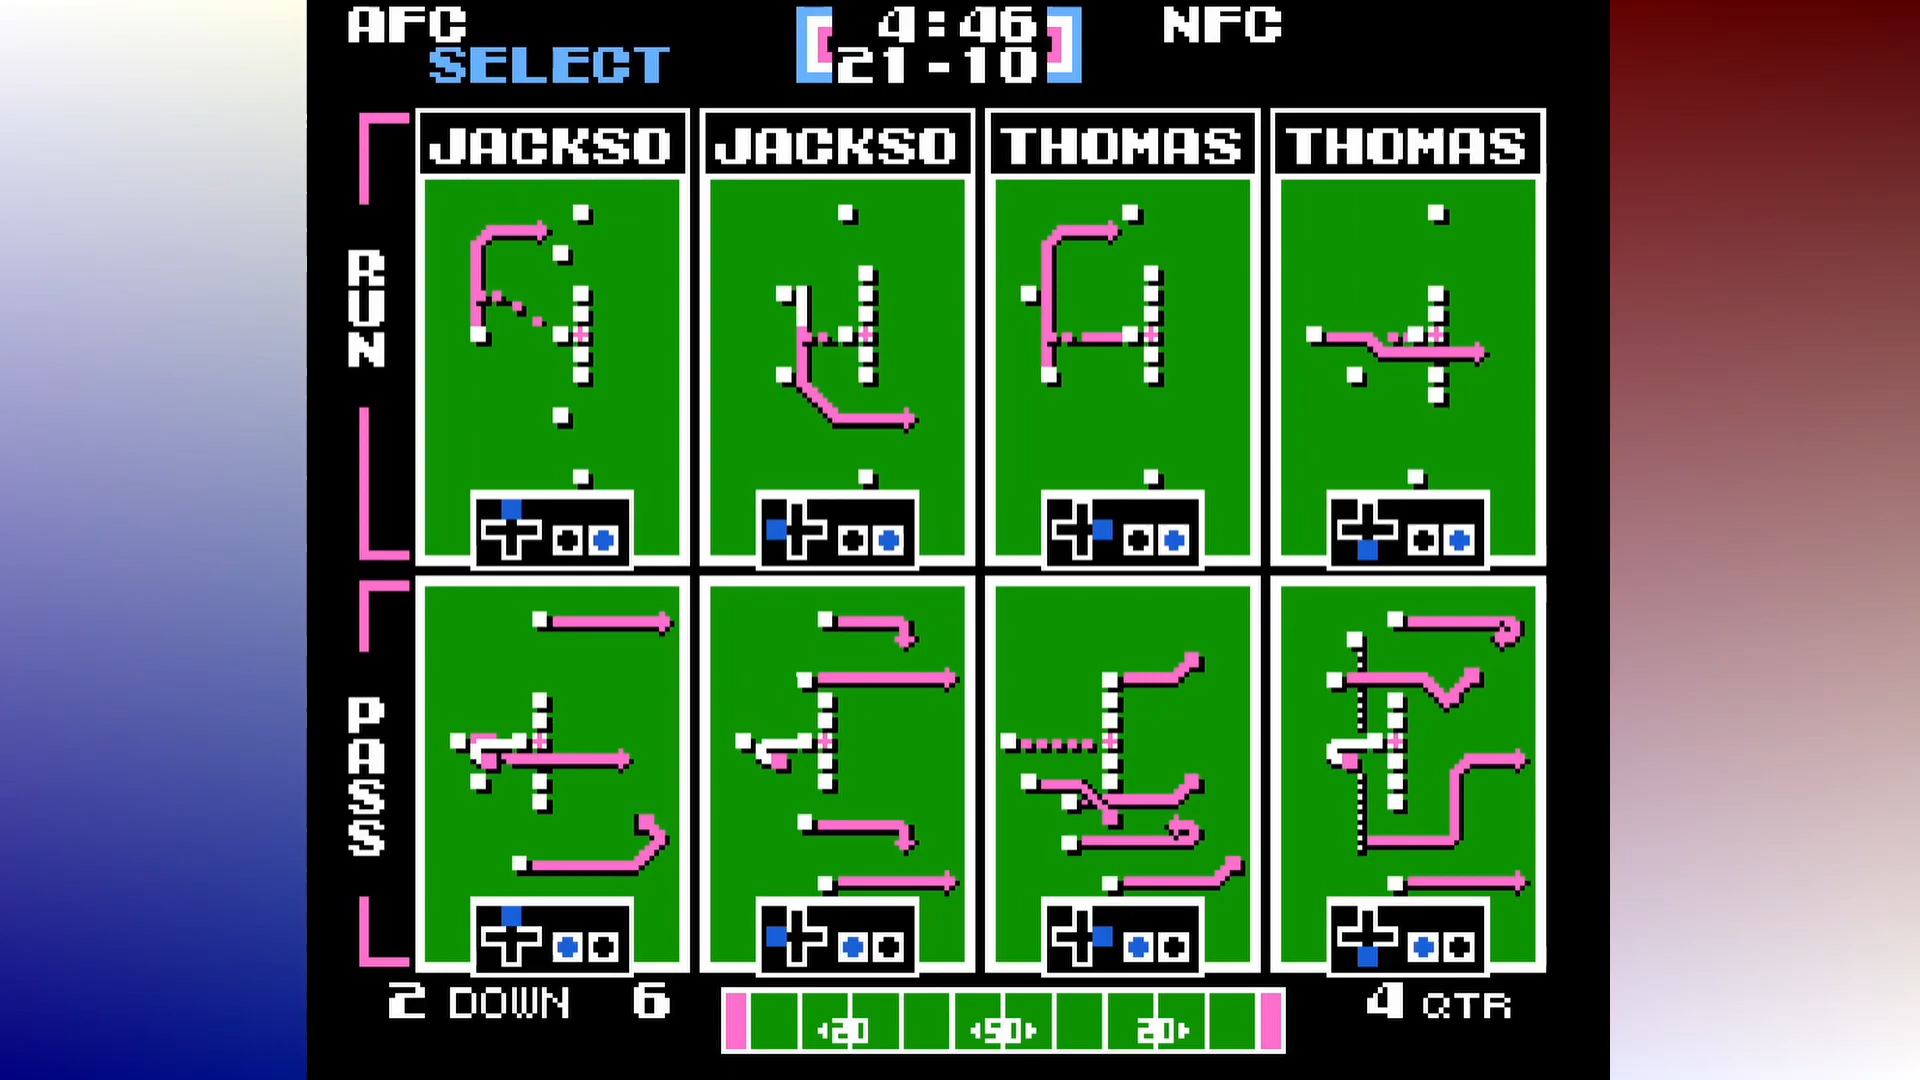 AFC 4:46 NFC
SELECT 21-10
JACKSO JACKSO THOMAS THOMAS
RUN
PASS
2 DOWN 6 4 QTR
20 50 20